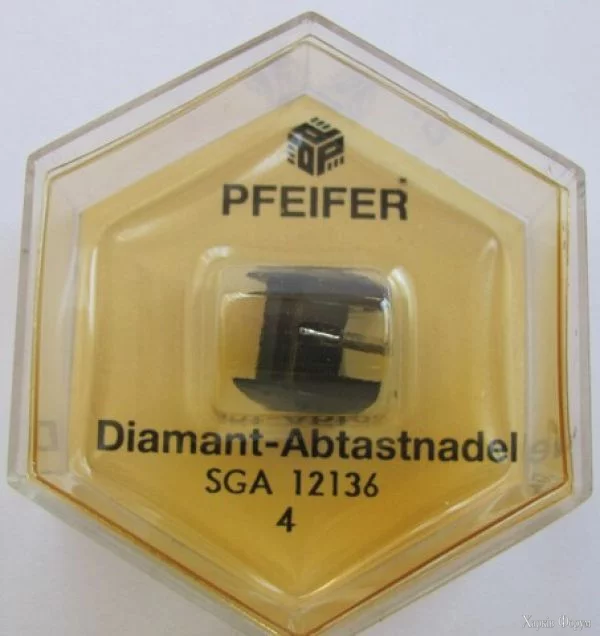 PFEIFER
Diamant-Abtastnadel
SGA 12136
4